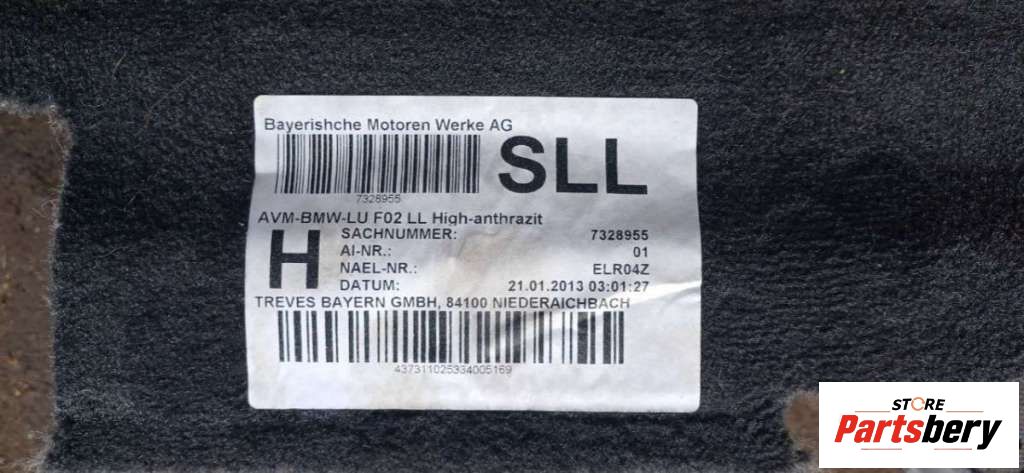 Bayerishche Motoren Werke AG
SLL
7328955
AVM-BMW-LU F02 LL High-anthrazit
H
SACHNUMMER: 7328955
AI-NR.: 01
NAEL-NR.: ELR04Z
DATUM: 21.01.2013 03:01:27
TREVES BAYERN GMBH, 84100 NIEDERAICHBACH
437311025334005169
STORE
Partsbery